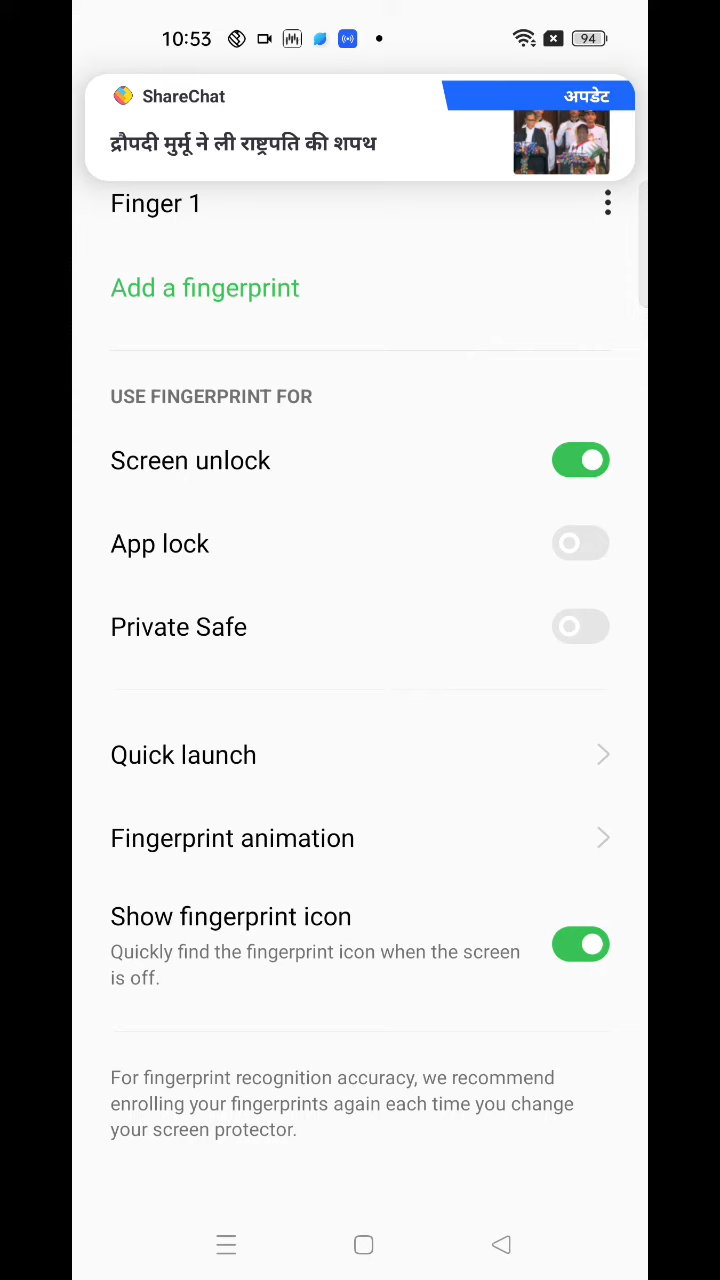 10:53
94
ShareChat
अपडेट
द्रौपदी मुर्मू ने ली राष्ट्रपति की शपथ
Finger 1
Add a fingerprint
USE FINGERPRINT FOR
Screen unlock
App lock
Private Safe
Quick launch
Fingerprint animation
Show fingerprint icon
Quickly find the fingerprint icon when the screen
is off.
For fingerprint recognition accuracy, we recommend
enrolling your fingerprints again each time you change
your screen protector.